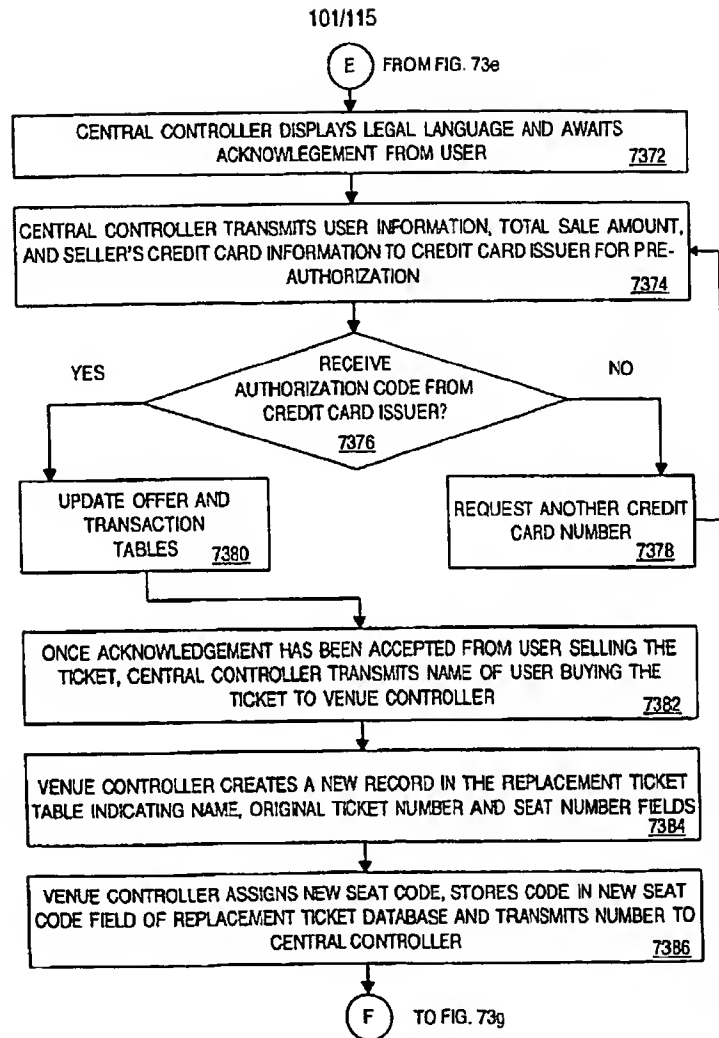 101/115
E FROM FIG. 73e
CENTRAL CONTROLLER DISPLAYS LEGAL LANGUAGE AND AWAITS
ACKNOWLEGEMENT FROM USER 7372
CENTRAL CONTROLLER TRANSMITS USER INFORMATION, TOTAL SALE AMOUNT,
AND SELLER'S CREDIT CARD INFORMATION TO CREDIT CARD ISSUER FOR PRE-
AUTHORIZATION 7374
RECEIVE
AUTHORIZATION CODE FROM
CREDIT CARD ISSUER?
7376
YES
NO
UPDATE OFFER AND
TRANSACTION
TABLES 7380
REQUEST ANOTHER CREDIT
CARD NUMBER
7378
ONCE ACKNOWLEDGEMENT HAS BEEN ACCEPTED FROM USER SELLING THE
TICKET, CENTRAL CONTROLLER TRANSMITS NAME OF USER BUYING THE
TICKET TO VENUE CONTROLLER 7382
VENUE CONTROLLER CREATES A NEW RECORD IN THE REPLACEMENT TICKET
TABLE INDICATING NAME, ORIGINAL TICKET NUMBER AND SEAT NUMBER FIELDS
7384
VENUE CONTROLLER ASSIGNS NEW SEAT CODE, STORES CODE IN NEW SEAT
CODE FIELD OF REPLACEMENT TICKET DATABASE AND TRANSMITS NUMBER TO
CENTRAL CONTROLLER 7386
F TO FIG. 73g